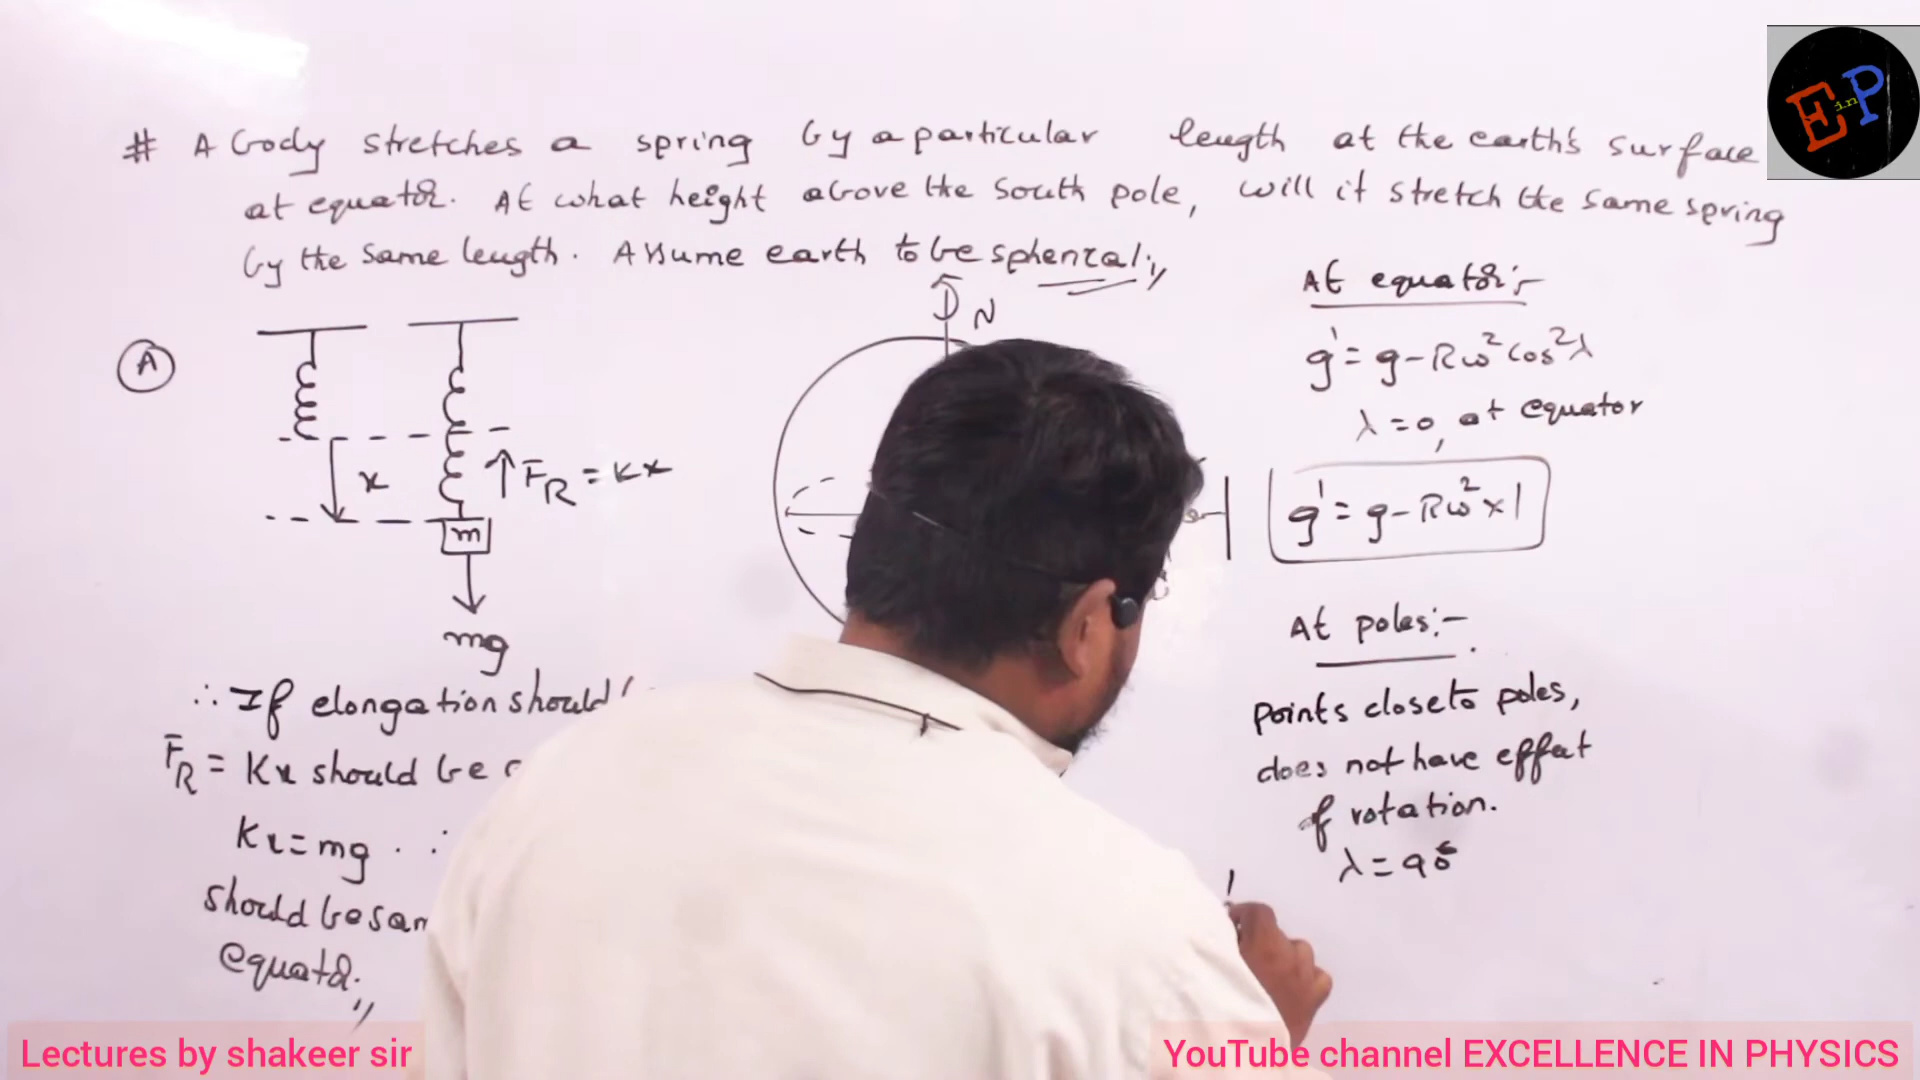 # A body stretches a spring by a particular length at the earth's surface
at equator. At what height above the south pole, will it stretch the same spring
by the same length. Assume earth to be spherical.
E in P
A
x
F_R = Kx
m
mg
∴ If elongation should
F_R = Kx should be
Kx = mg . ∴
should be sam
equator.
N
At equator:-
g' = g - Rω² cos²λ
λ = 0, at equator
g' = g - Rω² × 1
At poles:-
points close to poles,
does not have effect
of rotation.
λ = 90°
Lectures by shakeer sir
YouTube channel EXCELLENCE IN PHYSICS